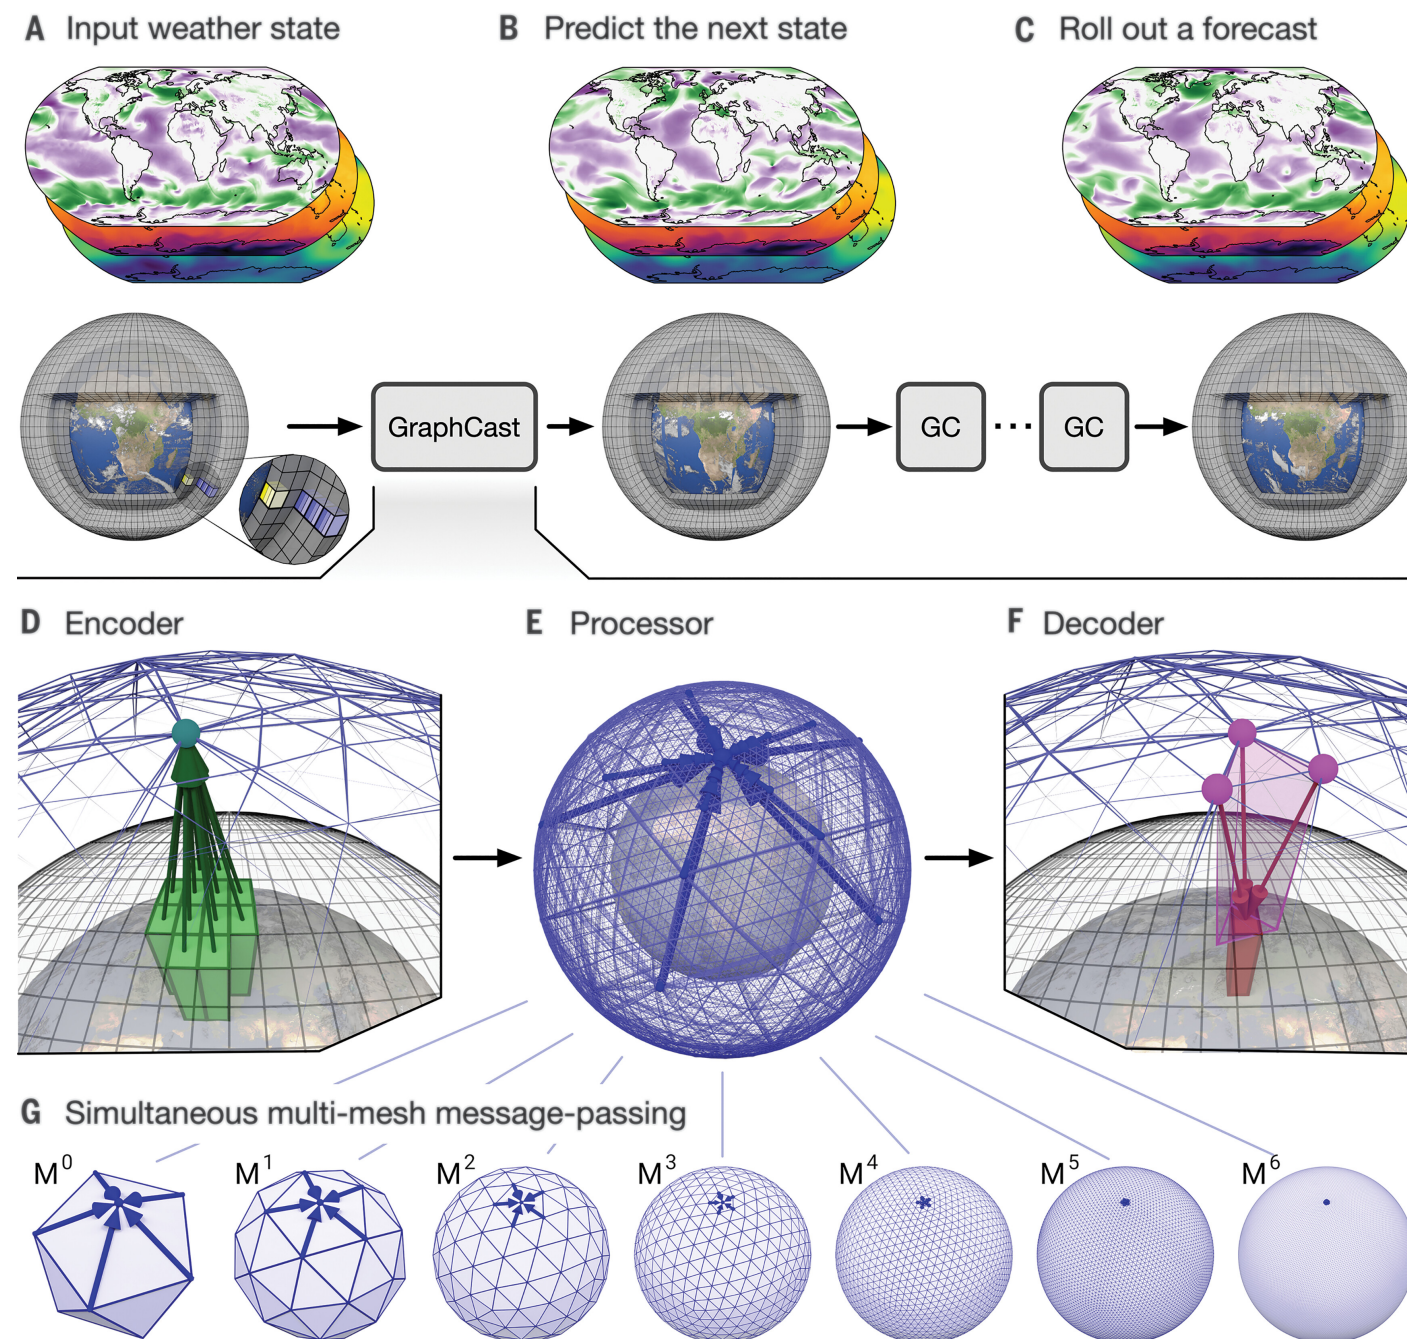 A Input weather state
B Predict the next state
C Roll out a forecast
GraphCast
GC
...
GC
D Encoder
E Processor
F Decoder
G Simultaneous multi-mesh message-passing
M⁰
M¹
M²
M³
M⁴
M⁵
M⁶